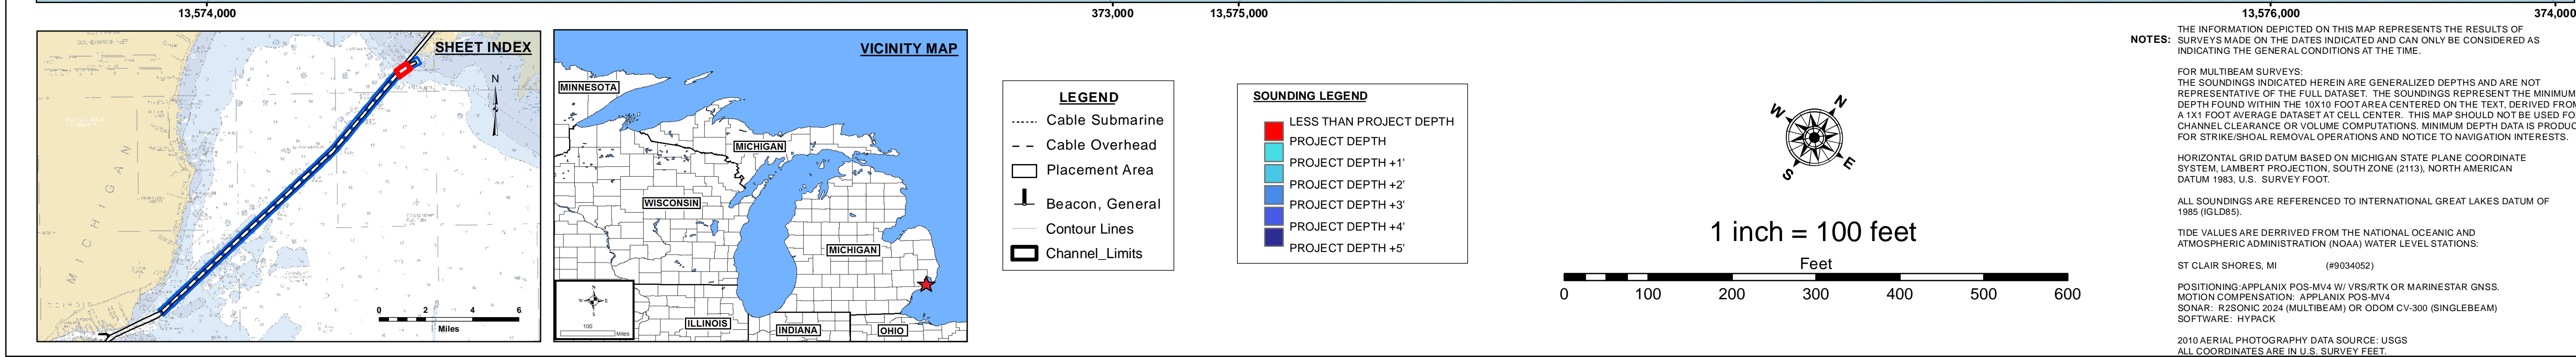 13,574,000
373,000
13,575,000
13,576,000
374,000
SHEET INDEX
N
MICHIGAN
0 2 4 6
Miles
VICINITY MAP
MINNESOTA
MICHIGAN
WISCONSIN
MICHIGAN
ILLINOIS
INDIANA
OHIO
100
Miles
LEGEND
Cable Submarine
Cable Overhead
Placement Area
Beacon, General
Contour Lines
Channel_Limits
SOUNDING LEGEND
LESS THAN PROJECT DEPTH
PROJECT DEPTH
PROJECT DEPTH +1'
PROJECT DEPTH +2'
PROJECT DEPTH +3'
PROJECT DEPTH +4'
PROJECT DEPTH +5'
N
W
E
S
1 inch = 100 feet
Feet
0 100 200 300 400 500 600
NOTES:
THE INFORMATION DEPICTED ON THIS MAP REPRESENTS THE RESULTS OF
SURVEYS MADE ON THE DATES INDICATED AND CAN ONLY BE CONSIDERED AS
INDICATING THE GENERAL CONDITIONS AT THE TIME.
FOR MULTIBEAM SURVEYS:
THE SOUNDINGS INDICATED HEREIN ARE GENERALIZED DEPTHS AND ARE NOT
REPRESENTATIVE OF THE FULL DATASET. THE SOUNDINGS REPRESENT THE MINIMUM
DEPTH FOUND WITHIN THE 10X10 FOOT AREA CENTERED ON THE TEXT, DERIVED FROM
A 1X1 FOOT AVERAGE DATASET AT CELL CENTER. THIS MAP SHOULD NOT BE USED FO
CHANNEL CLEARANCE OR VOLUME COMPUTATIONS. MINIMUM DEPTH DATA IS PRODUC
FOR STRIKE/SHOAL REMOVAL OPERATIONS AND NOTICE TO NAVIGATION INTERESTS.
HORIZONTAL GRID DATUM BASED ON MICHIGAN STATE PLANE COORDINATE
SYSTEM, LAMBERT PROJECTION, SOUTH ZONE (2113), NORTH AMERICAN
DATUM 1983, U.S. SURVEY FOOT.
ALL SOUNDINGS ARE REFERENCED TO INTERNATIONAL GREAT LAKES DATUM OF
1985 (IGLD85).
TIDE VALUES ARE DERRIVED FROM THE NATIONAL OCEANIC AND
ATMOSPHERIC ADMINISTRATION (NOAA) WATER LEVEL STATIONS:
ST CLAIR SHORES, MI (#9034052)
POSITIONING:APPLANIX POS-MV4 W/ VRS/RTK OR MARINESTAR GNSS.
MOTION COMPENSATION: APPLANIX POS-MV4
SONAR: R2SONIC 2024 (MULTIBEAM) OR ODOM CV-300 (SINGLEBEAM)
SOFTWARE: HYPACK
2010 AERIAL PHOTOGRAPHY DATA SOURCE: USGS
ALL COORDINATES ARE IN U.S. SURVEY FEET.